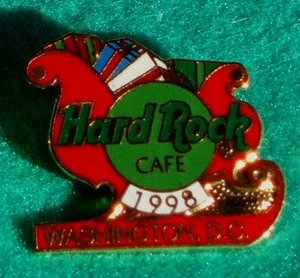 Hard Rock
CAFE
1998
WASHINGTON, D.C.